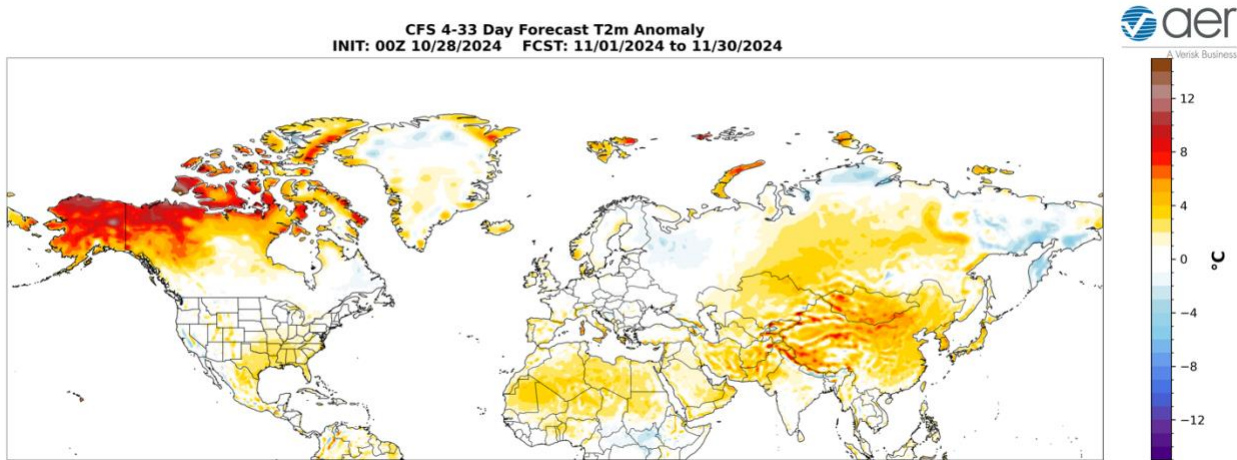 CFS 4-33 Day Forecast T2m Anomaly
INIT: 00Z 10/28/2024 FCST: 11/01/2024 to 11/30/2024
aer
A Verisk Business
12
8
4
0
−4
−8
−12
°C